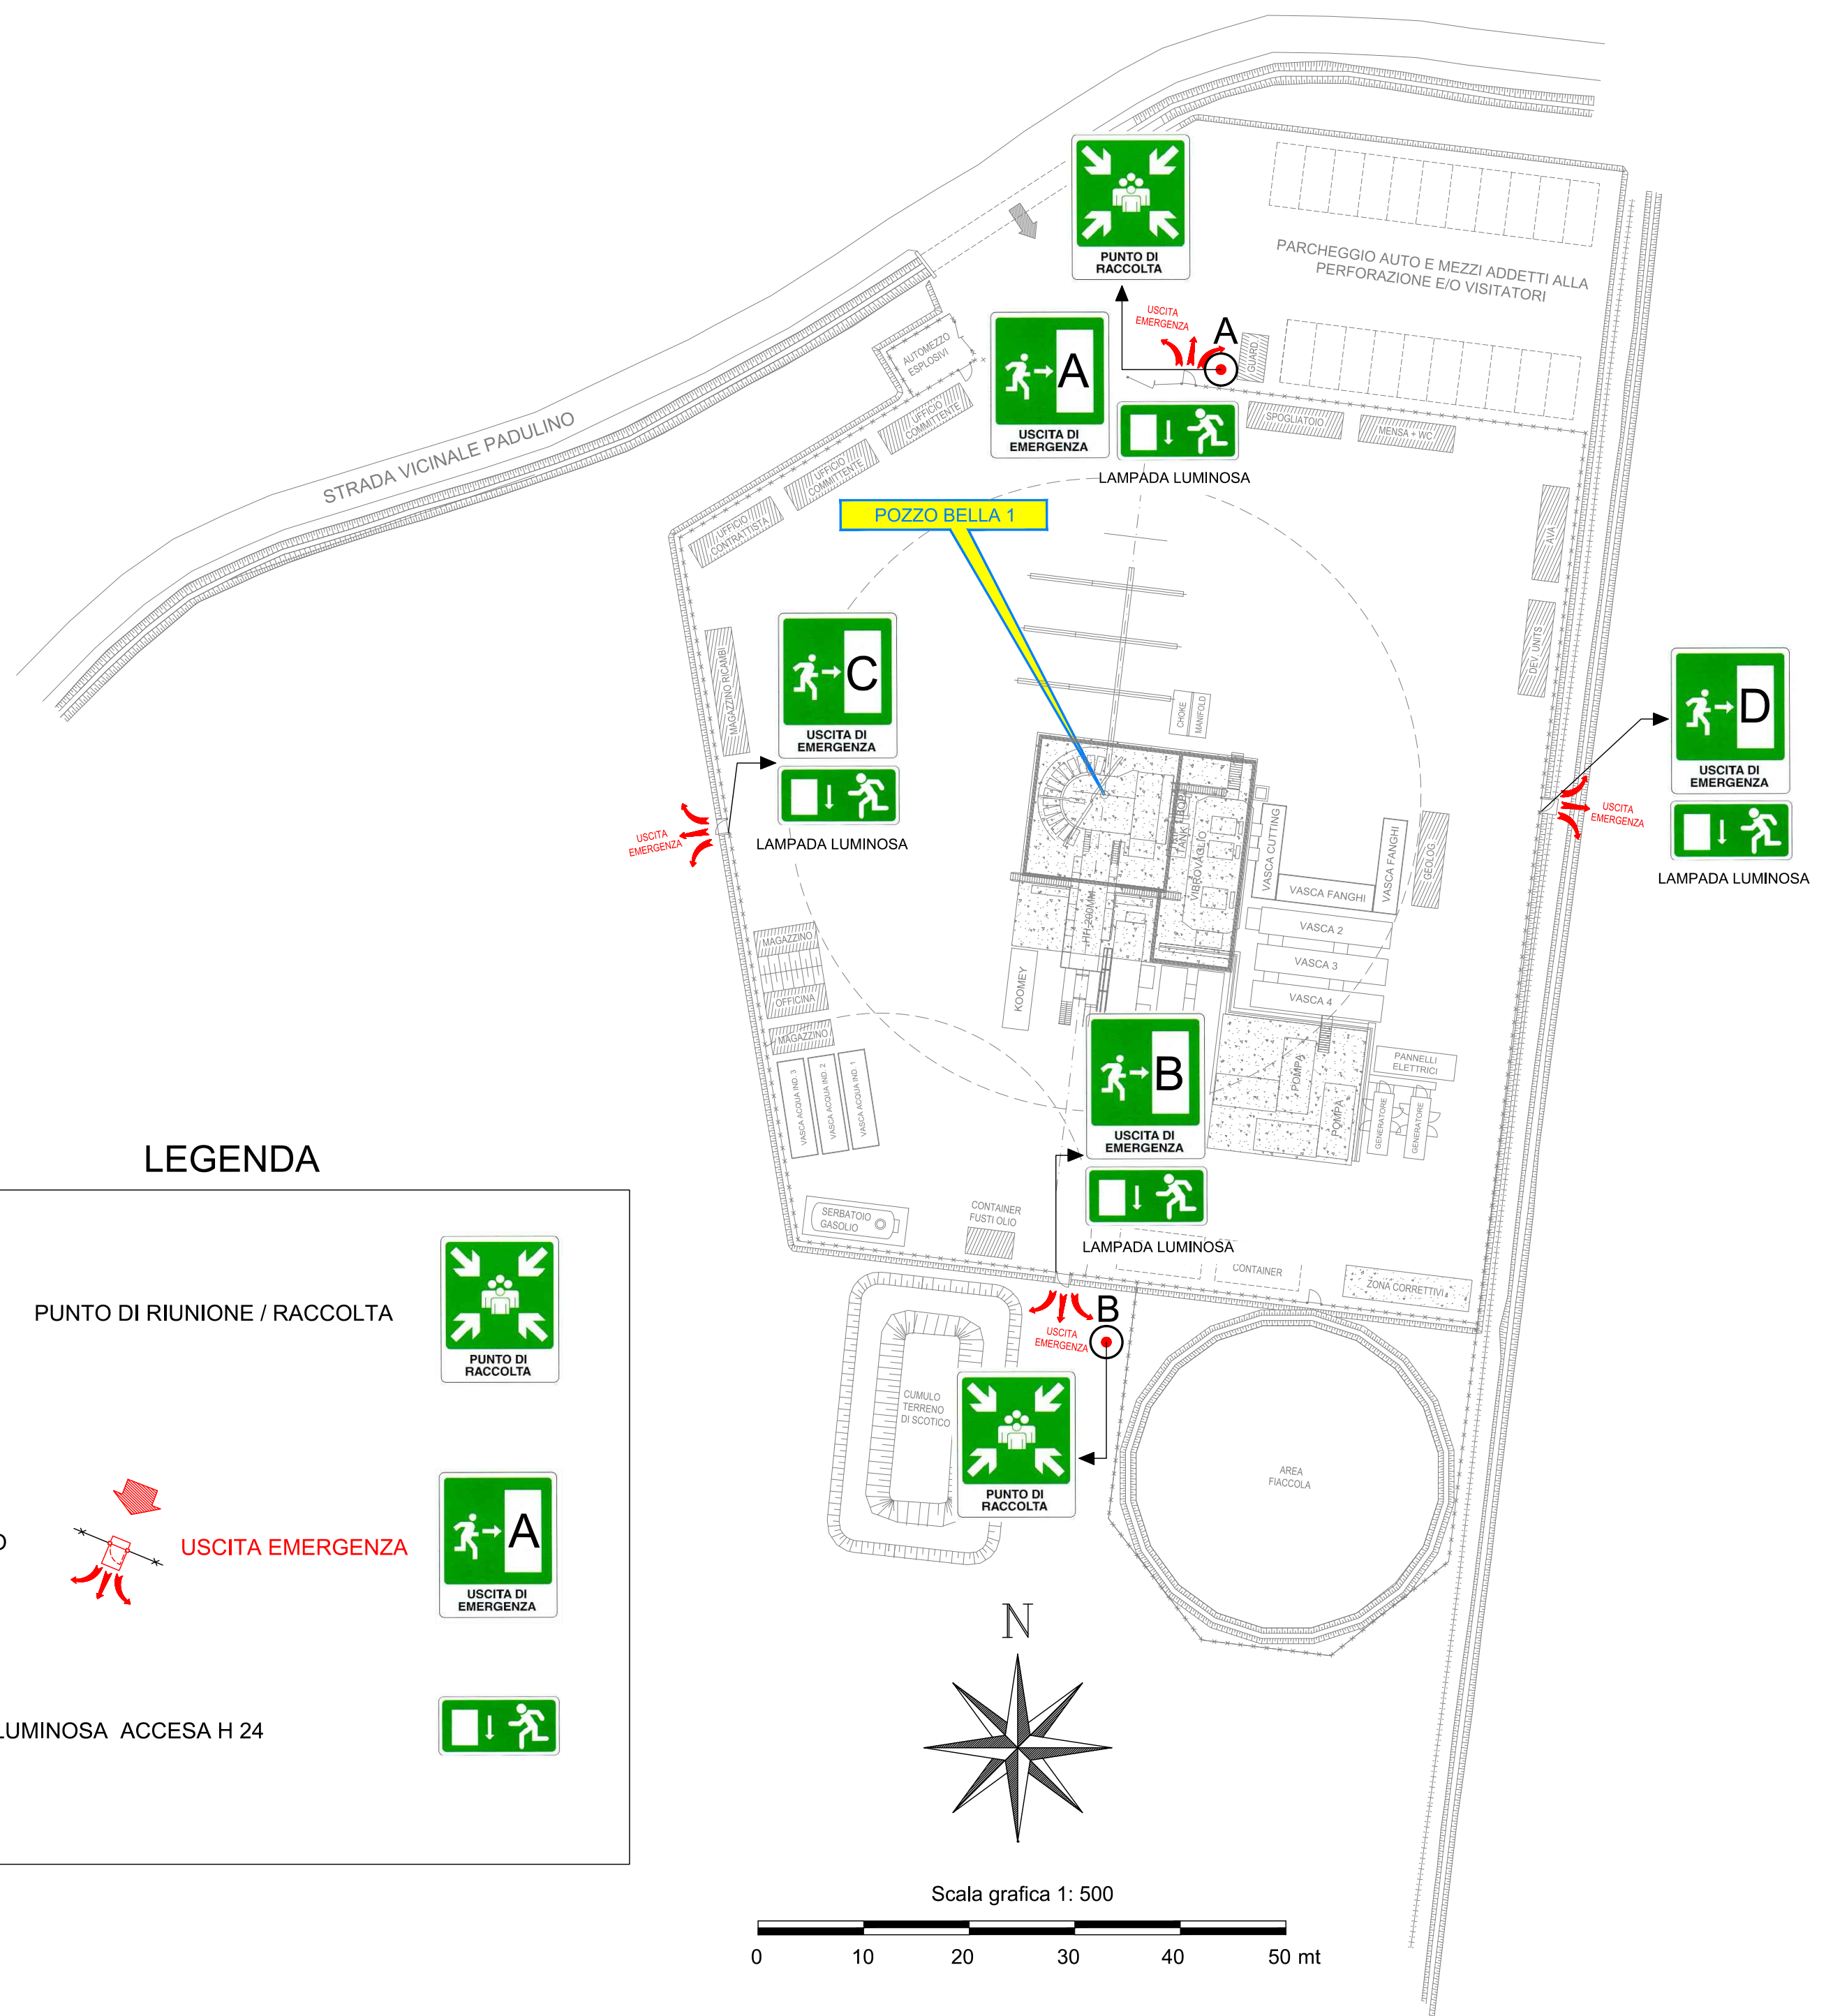 PUNTO DI
RACCOLTA
PARCHEGGIO AUTO E MEZZI ADDETTI ALLA
PERFORAZIONE E/O VISITATORI
USCITA
EMERGENZA
A
GUARD.
AUTOMEZZO
ESPLOSIVI
A
USCITA DI
EMERGENZA
LAMPADA LUMINOSA
SPOGLIATOIO
MENSA + WC
STRADA VICINALE PADULINO
UFFICIO
COMMITTENTE
UFFICIO
COMMITTENTE
UFFICIO
CONTRATTISTA
POZZO BELLA 1
AVA
DEV. UNITS
MAGAZZINO RICAMBI
C
USCITA DI
EMERGENZA
LAMPADA LUMINOSA
USCITA
EMERGENZA
CHOKE
MANIFOLD
D
USCITA DI
EMERGENZA
LAMPADA LUMINOSA
USCITA
EMERGENZA
VIBROVAGLIO
VASCA CUTTING
VASCA FANGHI
VASCA FANGHI
GEOLOG.
HH 200MM
VASCA 2
VASCA 3
VASCA 4
KOOMEY
MAGAZZINO
OFFICINA
MAGAZZINO
VASCA ACQUA IND. 3
VASCA ACQUA IND. 2
VASCA ACQUA IND. 1
B
USCITA DI
EMERGENZA
LAMPADA LUMINOSA
POMPA
POMPA
PANNELLI
ELETTRICI
GENERATORE
GENERATORE
SERBATOIO
GASOLIO
CONTAINER
FUSTI OLIO
CONTAINER
ZONA CORRETTIVI
USCITA
EMERGENZA
B
CUMULO
TERRENO
DI SCOTICO
PUNTO DI
RACCOLTA
AREA
FIACCOLA
LEGENDA
PUNTO DI RIUNIONE / RACCOLTA
PUNTO DI
RACCOLTA
USCITA EMERGENZA
A
USCITA DI
EMERGENZA
LUMINOSA ACCESA H 24
N
Scala grafica 1: 500
0 10 20 30 40 50 mt